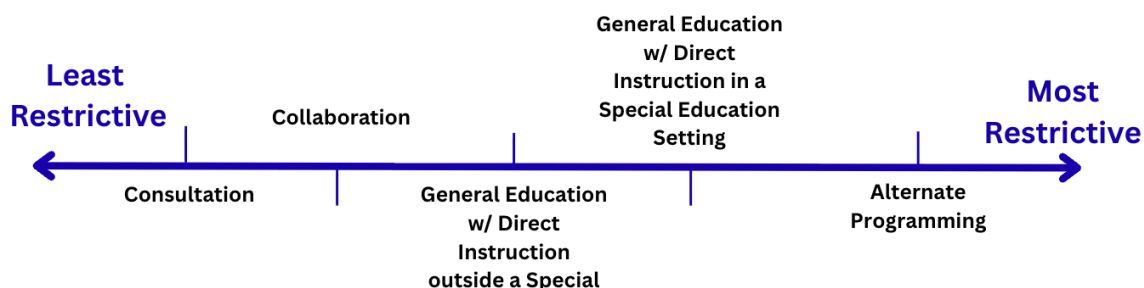 Least
Restrictive
Consultation
Collaboration
General Education
w/ Direct
Instruction
outside a Special
General Education
w/ Direct
Instruction in a
Special Education
Setting
Alternate
Programming
Most
Restrictive